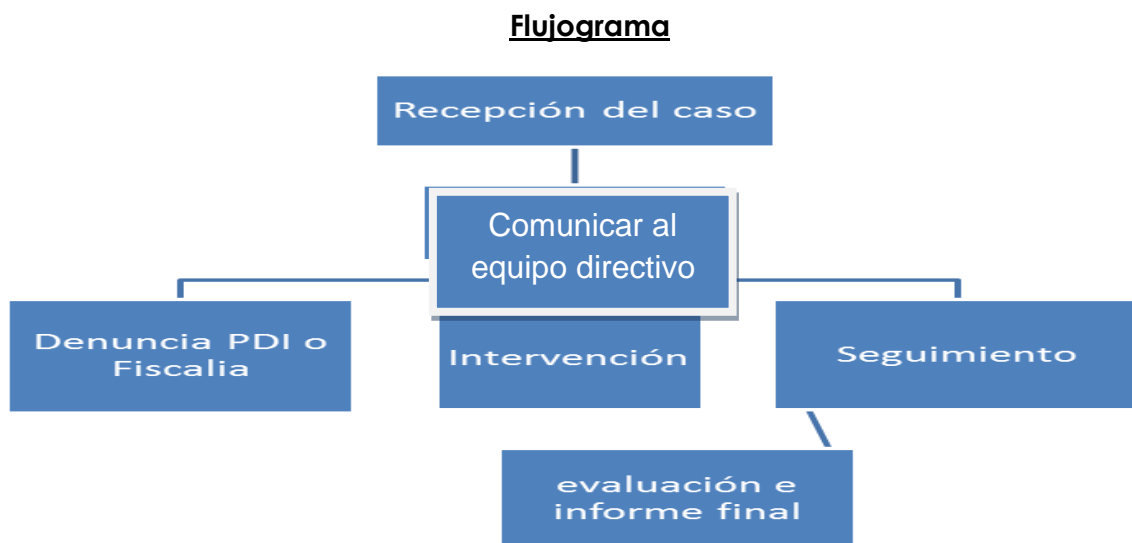 Flujograma
Recepción del caso
Comunicar al
equipo directivo
Denuncia PDI o
Fiscalia
Intervención
Seguimiento
evaluación e
informe final